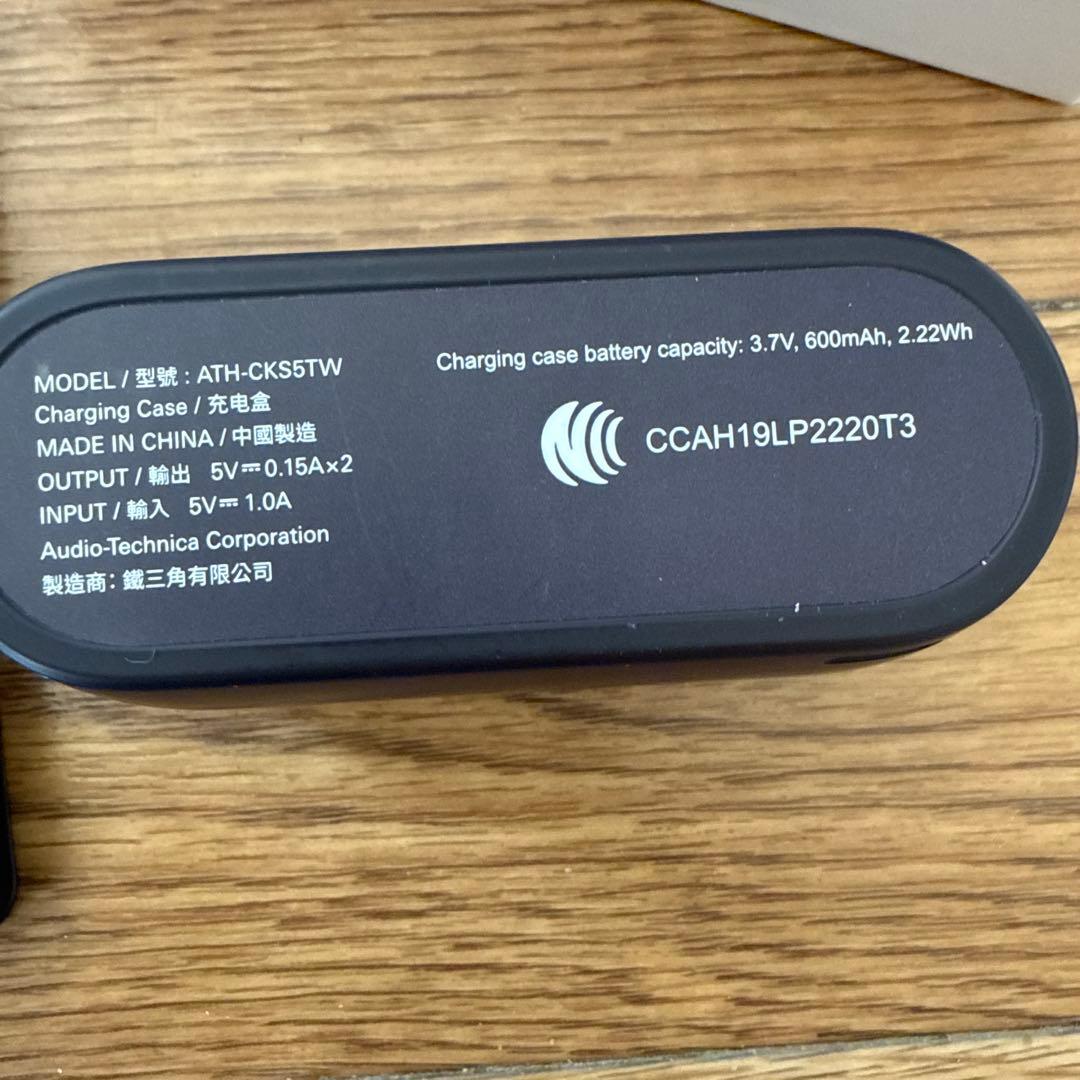 MODEL / 型號 : ATH-CKS5TW
Charging Case / 充电盒
MADE IN CHINA / 中國製造
OUTPUT / 輸出 5V⎓0.15A×2
INPUT / 輸入 5V⎓1.0A
Audio-Technica Corporation
製造商: 鐵三角有限公司
Charging case battery capacity: 3.7V, 600mAh, 2.22Wh
CCAH19LP2220T3